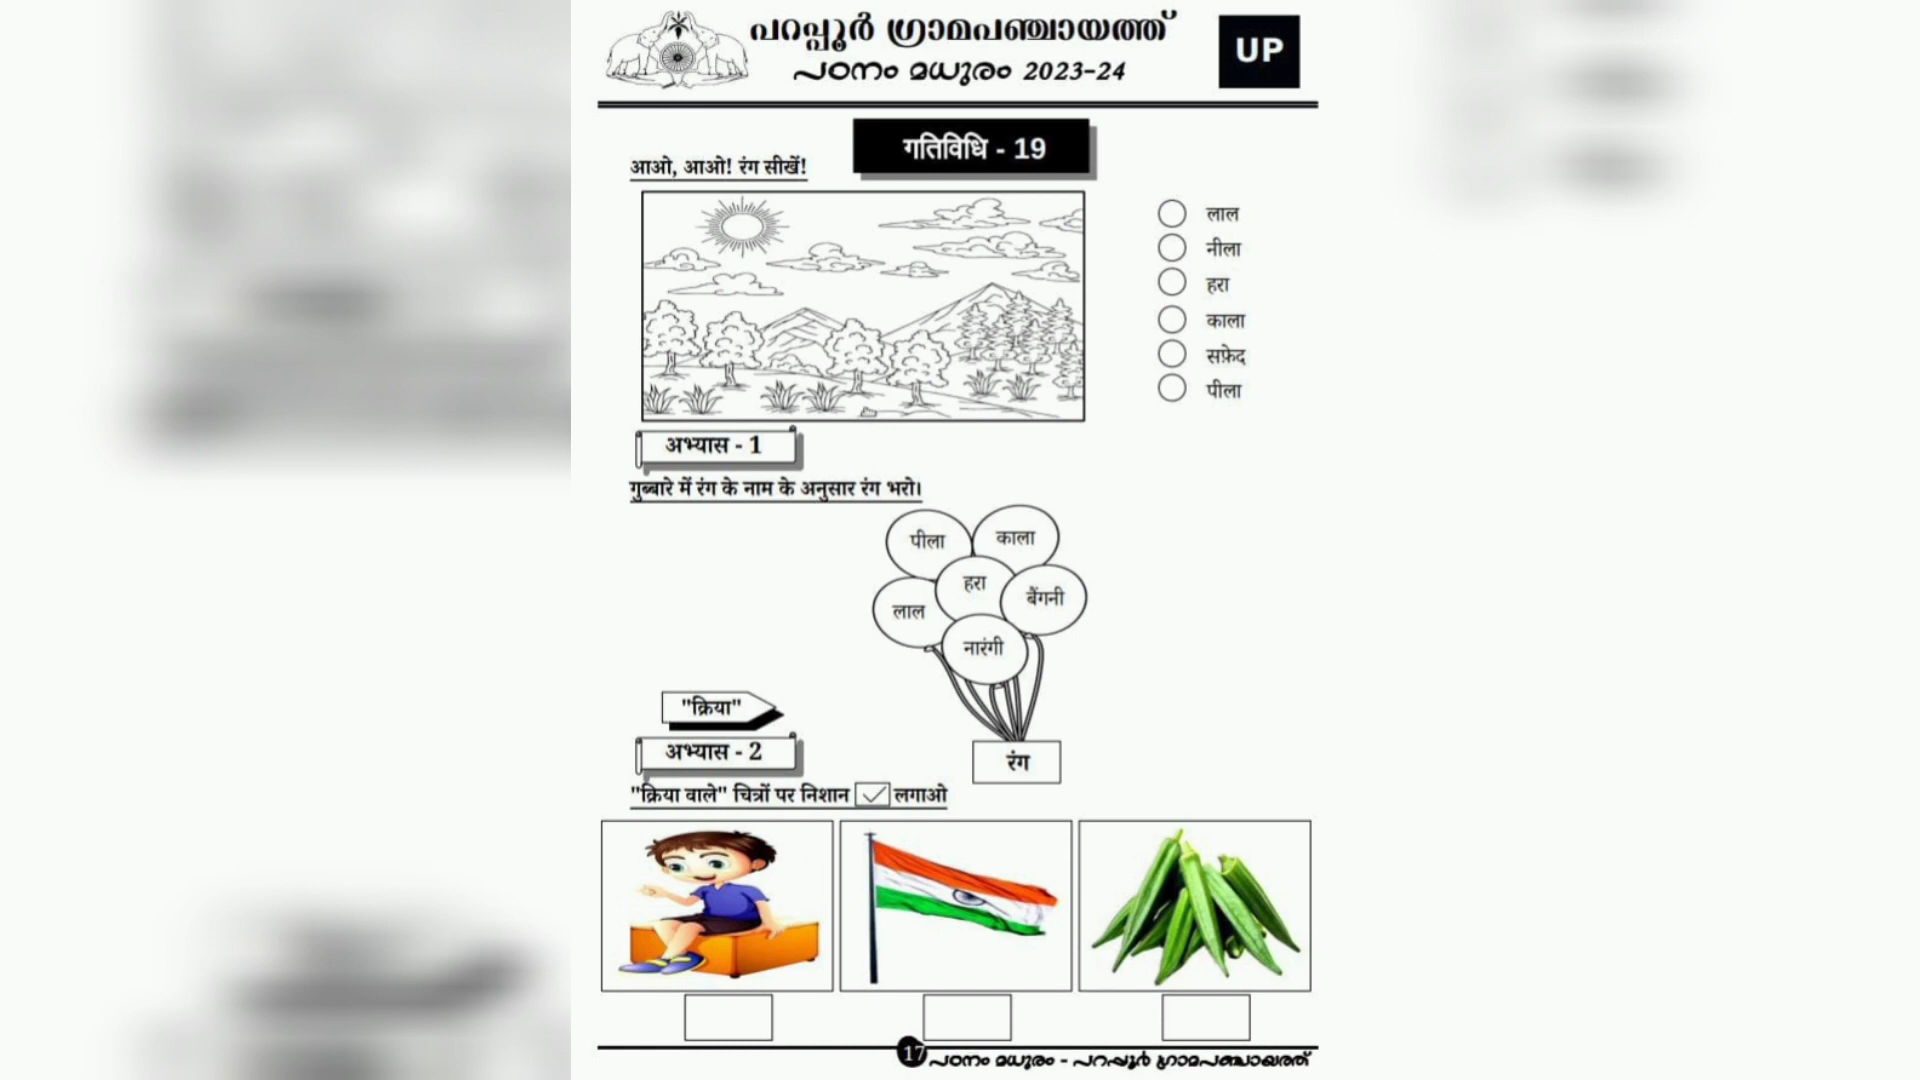 പറപ്പൂർ ഗ്രാമപഞ്ചായത്ത്
പഠനം മധുരം 2023-24
UP
गतिविधि - 19
आओ, आओ! रंग सीखें!
लाल
नीला
हरा
काला
सफ़ेद
पीला
अभ्यास - 1
गुब्बारे में रंग के नाम के अनुसार रंग भरो।
पीला
काला
हरा
बैंगनी
लाल
नारंगी
रंग
"क्रिया"
अभ्यास - 2
"क्रिया वाले" चित्रों पर निशान ✓ लगाओ
17
പഠനം മധുരം - പറപ്പൂർ ഗ്രാമപഞ്ചായത്ത്